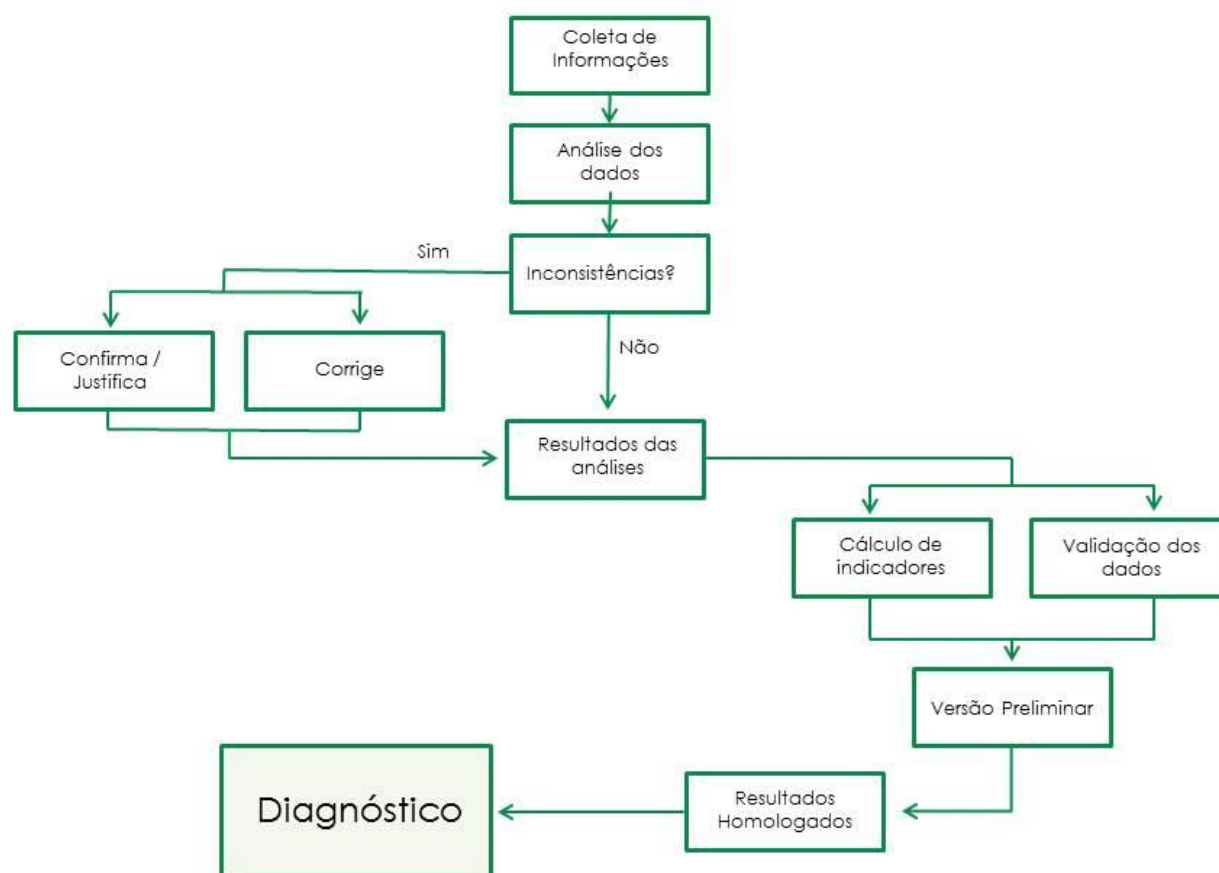 Coleta de
Informações
Análise dos
dados
Sim
Inconsistências?
Não
Confirma /
Justifica
Corrige
Resultados das
análises
Cálculo de
indicadores
Validação dos
dados
Versão Preliminar
Resultados
Homologados
Diagnóstico